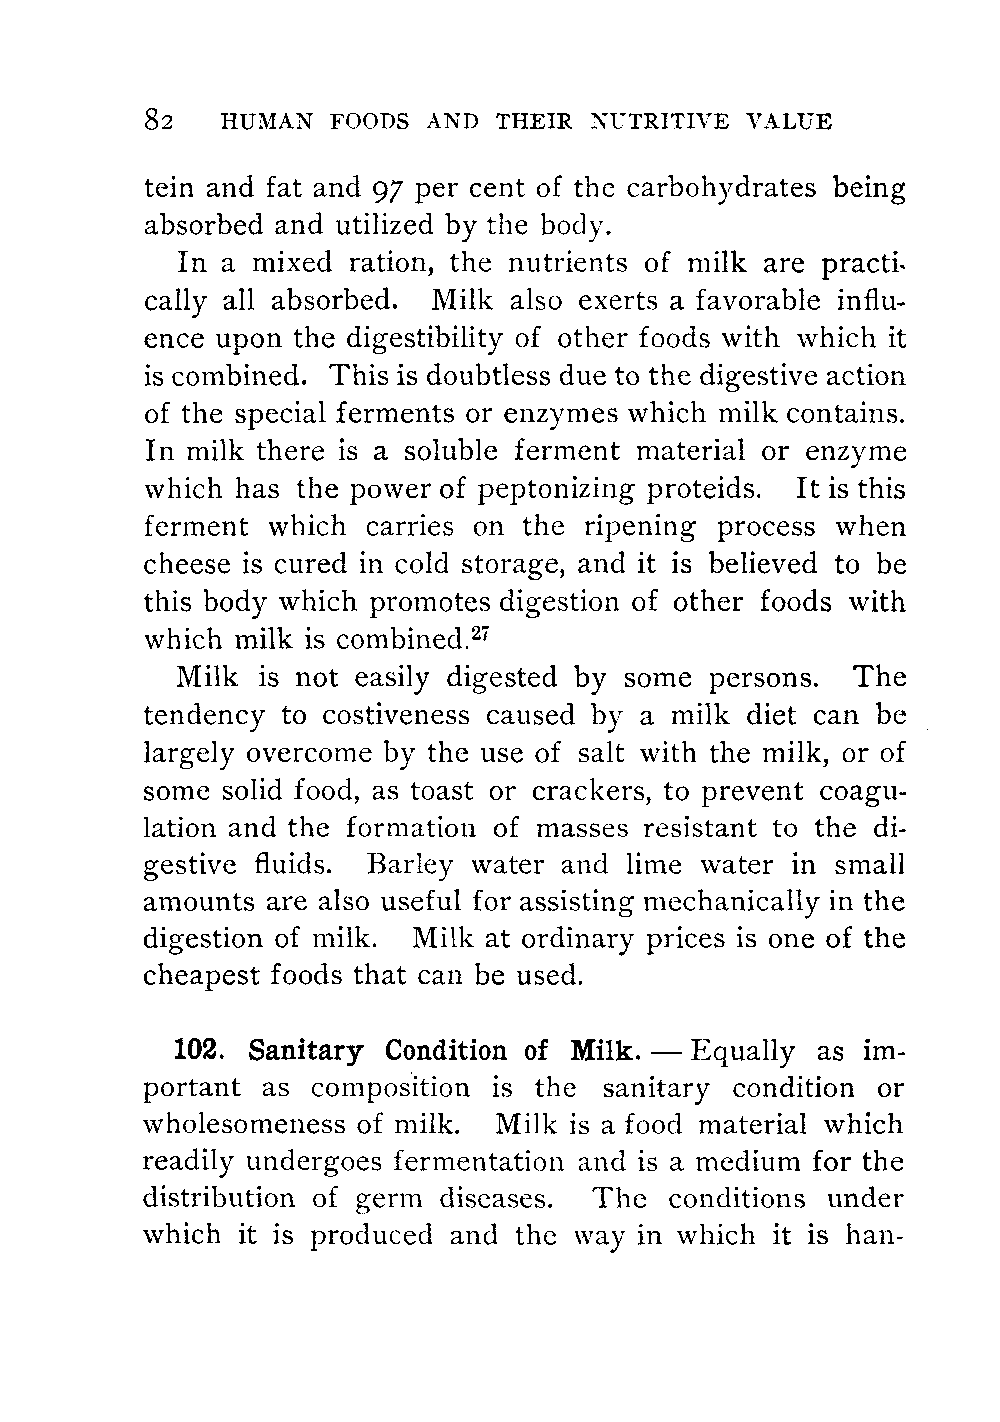 82 HUMAN FOODS AND THEIR NUTRITIVE VALUE
tein and fat and 97 per cent of the carbohydrates being
absorbed and utilized by the body.
In a mixed ration, the nutrients of milk are practi-
cally all absorbed. Milk also exerts a favorable influ-
ence upon the digestibility of other foods with which it
is combined. This is doubtless due to the digestive action
of the special ferments or enzymes which milk contains.
In milk there is a soluble ferment material or enzyme
which has the power of peptonizing proteids. It is this
ferment which carries on the ripening process when
cheese is cured in cold storage, and it is believed to be
this body which promotes digestion of other foods with
which milk is combined.²⁷
Milk is not easily digested by some persons. The
tendency to costiveness caused by a milk diet can be
largely overcome by the use of salt with the milk, or of
some solid food, as toast or crackers, to prevent coagu-
lation and the formation of masses resistant to the di-
gestive fluids. Barley water and lime water in small
amounts are also useful for assisting mechanically in the
digestion of milk. Milk at ordinary prices is one of the
cheapest foods that can be used.
102. Sanitary Condition of Milk. — Equally as im-
portant as composition is the sanitary condition or
wholesomeness of milk. Milk is a food material which
readily undergoes fermentation and is a medium for the
distribution of germ diseases. The conditions under
which it is produced and the way in which it is han-